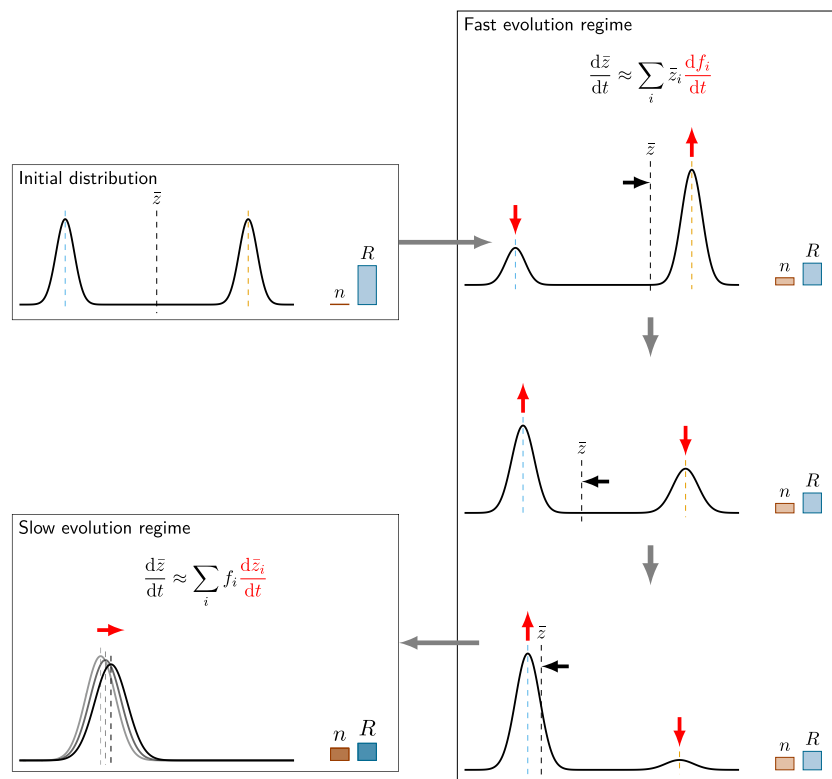 Initial distribution
z̄
n
R
Fast evolution regime
dz̄/dt ≈ ∑_i z̄_i df_i/dt
z̄
n
R
z̄
n
R
z̄
n
R
Slow evolution regime
dz̄/dt ≈ ∑_i f_i dz̄_i/dt
n
R